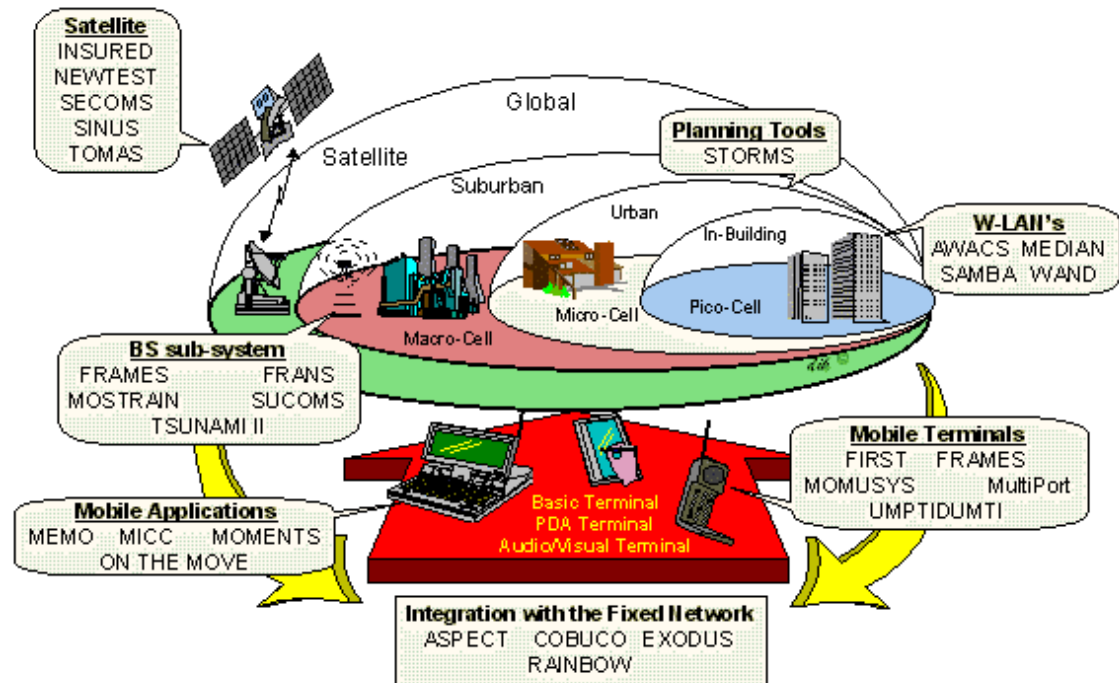 Satellite
INSURED
NEWTEST
SECOMS
SINUS
TOMAS
Global
Satellite
Suburban
Urban
In-Building
Planning Tools
STORMS
W-LAN's
AWACS MEDIAN
SAMBA WAND
Macro-Cell
Micro-Cell
Pico-Cell
BS sub-system
FRAMES FRANS
MOSTRAIN SUCOMS
TSUNAMI II
Mobile Terminals
FIRST FRAMES
MOMUSYS MultiPort
UMPTIDUMTI
Basic Terminal
PDA Terminal
Audio/Visual Terminal
Mobile Applications
MEMO MICC MOMENTS
ON THE MOVE
Integration with the Fixed Network
ASPECT COBUCO EXODUS
RAINBOW